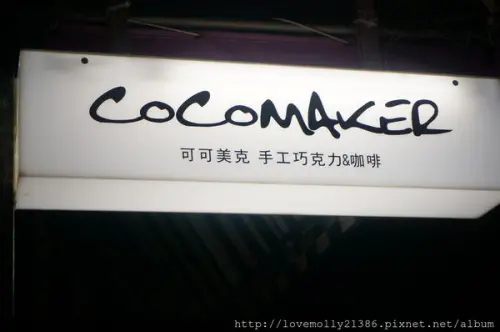 COCOMAKER
可可美克 手工巧克力&咖啡
http://lovemolly21386.pixnet.net/album